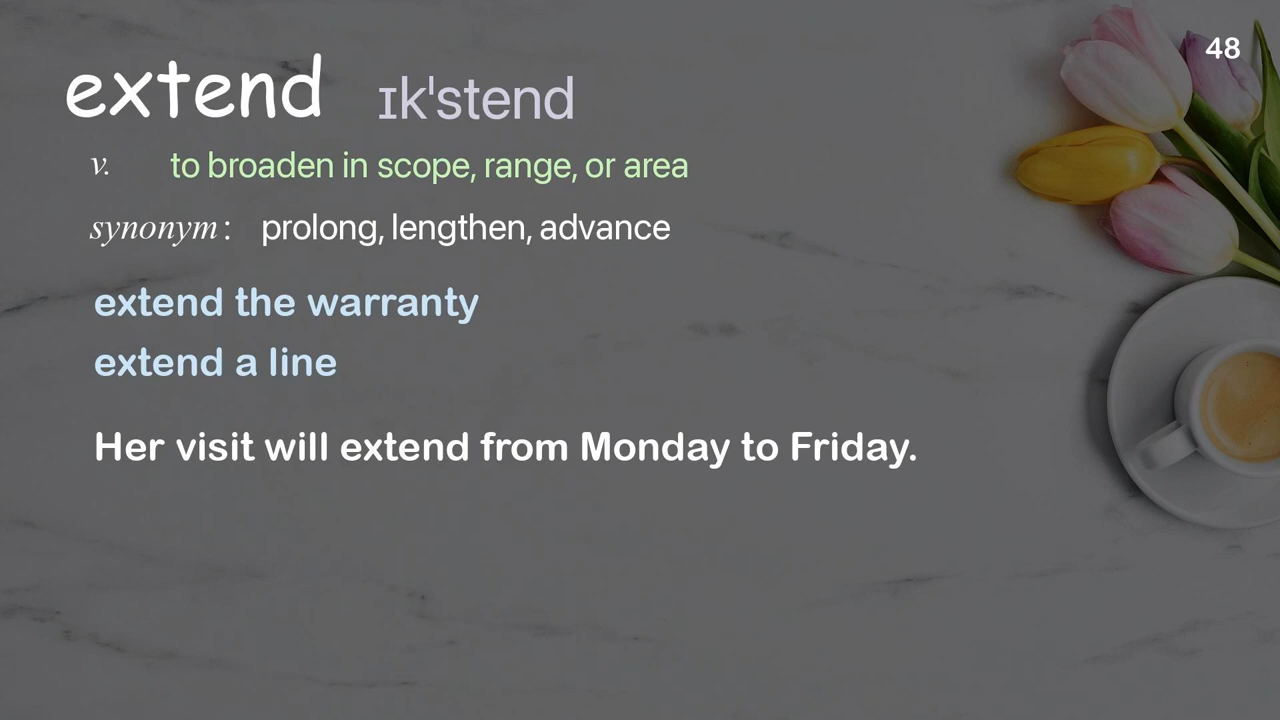 48
extend ɪk'stend
v. to broaden in scope, range, or area
synonym : prolong, lengthen, advance
extend the warranty
extend a line
Her visit will extend from Monday to Friday.